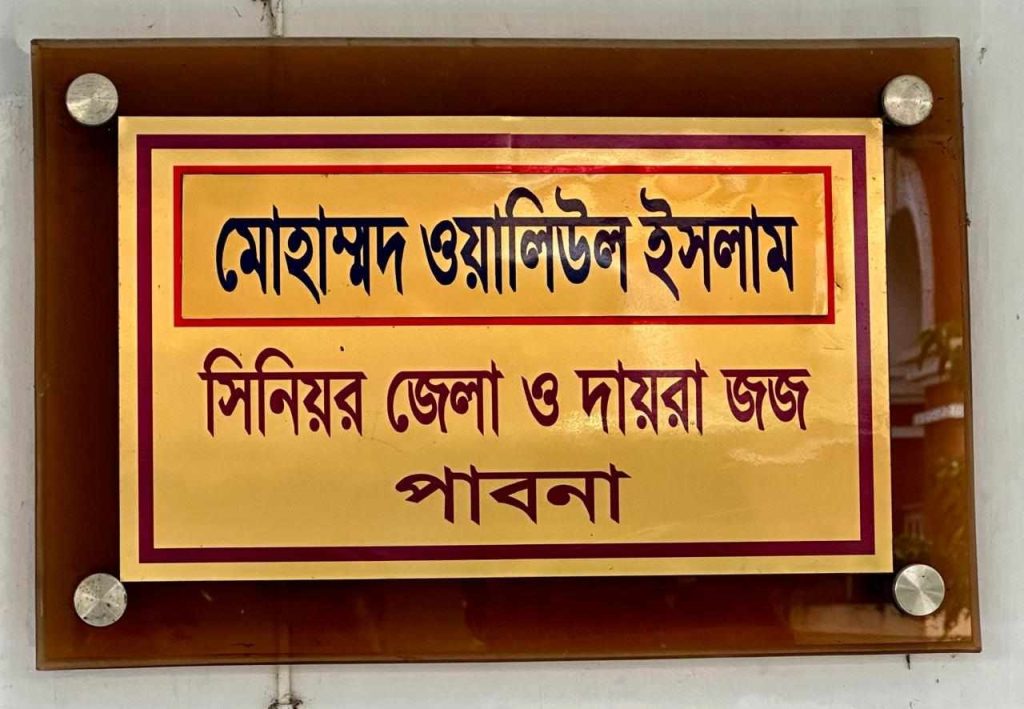 মোহাম্মদ ওয়ালিউল ইসলাম
সিনিয়র জেলা ও দায়রা জজ
পাবনা